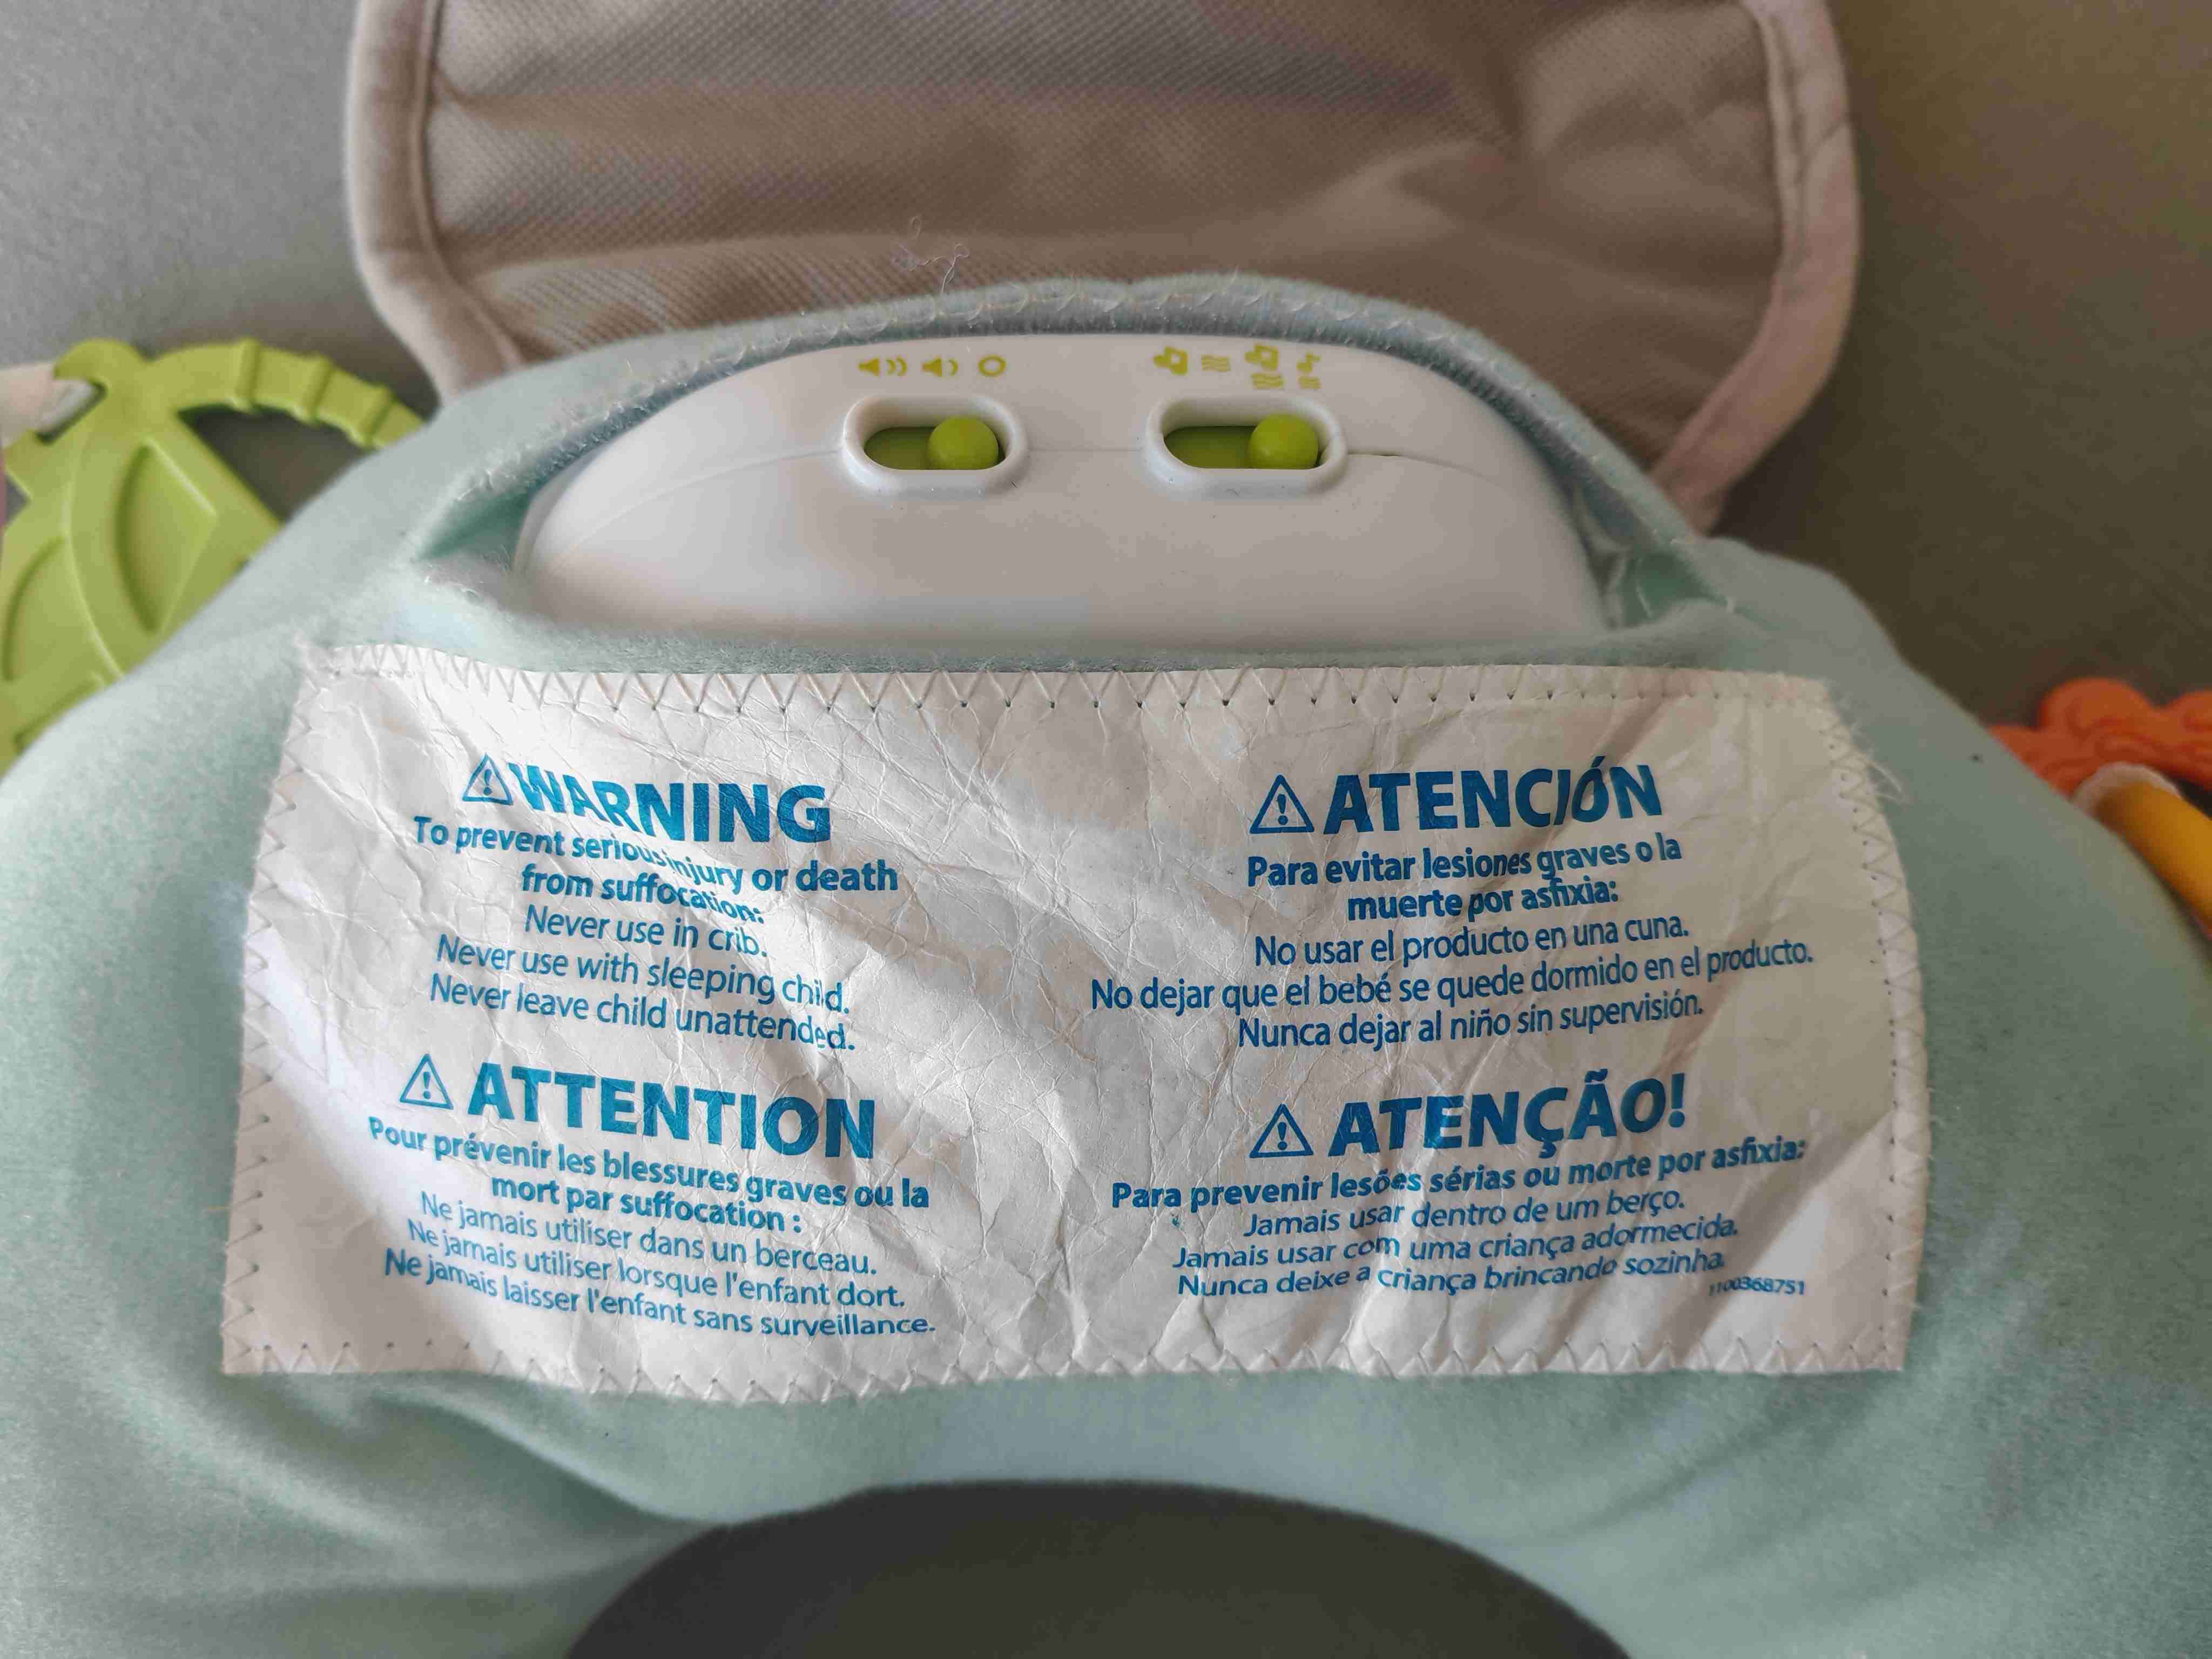 WARNING
To prevent serious injury or death
from suffocation:
Never use in crib.
Never use with sleeping child.
Never leave child unattended.
ATTENTION
Pour prévenir les blessures graves ou la
mort par suffocation :
Ne jamais utiliser dans un berceau.
Ne jamais utiliser lorsque l'enfant dort.
Ne jamais laisser l'enfant sans surveillance.
ATENCIÓN
Para evitar lesiones graves o la
muerte por asfixia:
No usar el producto en una cuna.
No dejar que el bebé se quede dormido en el producto.
Nunca dejar al niño sin supervisión.
ATENÇÃO!
Para prevenir lesões sérias ou morte por asfixia:
Jamais usar dentro de um berço.
Jamais usar com uma criança adormecida.
Nunca deixe a criança brincando sozinha.
1100368751